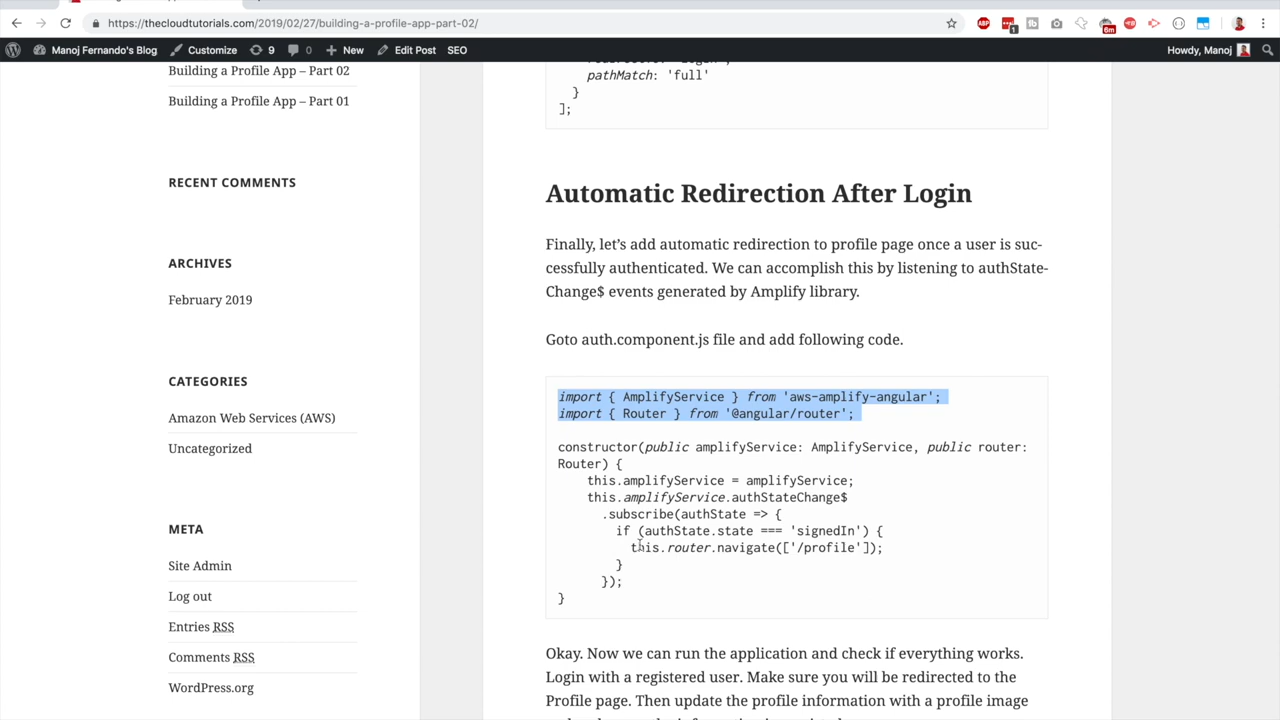 https://thecloudtutorials.com/2019/02/27/building-a-profile-app-part-02/
Manoj Fernando's Blog Customize 9 0 New Edit Post SEO Howdy, Manoj
Building a Profile App – Part 02
Building a Profile App – Part 01
RECENT COMMENTS
ARCHIVES
February 2019
CATEGORIES
Amazon Web Services (AWS)
Uncategorized
META
Site Admin
Log out
Entries RSS
Comments RSS
WordPress.org
pathMatch: 'full'
}
];
Automatic Redirection After Login
Finally, let's add automatic redirection to profile page once a user is suc-
cessfully authenticated. We can accomplish this by listening to authState-
Change$ events generated by Amplify library.
Goto auth.component.js file and add following code.
import { AmplifyService } from 'aws-amplify-angular';
import { Router } from '@angular/router';
constructor(public amplifyService: AmplifyService, public router:
Router) {
this.amplifyService = amplifyService;
this.amplifyService.authStateChange$
.subscribe(authState => {
if (authState.state === 'signedIn') {
this.router.navigate(['/profile']);
}
});
}
Okay. Now we can run the application and check if everything works.
Login with a registered user. Make sure you will be redirected to the
Profile page. Then update the profile information with a profile image